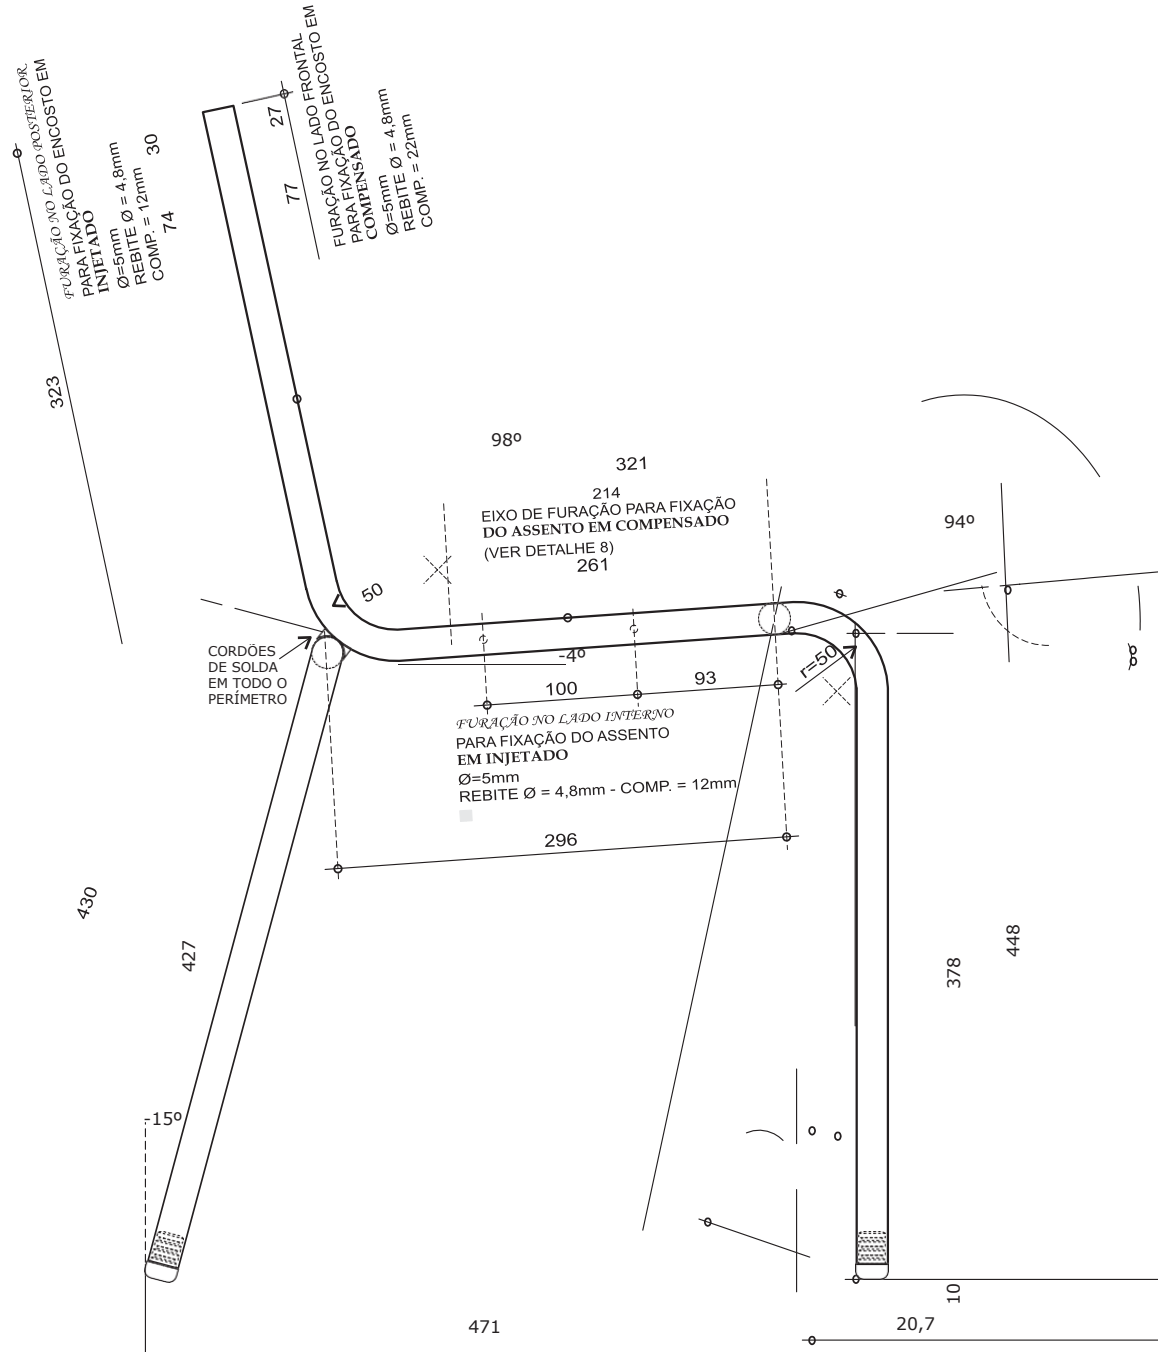 FURAÇÃO NO LADO POSTERIOR
PARA FIXAÇÃO DO ENCOSTO EM
INJETADO
Ø=5mm
REBITE Ø = 4,8mm
COMP. = 12mm
30
74
323
27
77
FURAÇÃO NO LADO FRONTAL
PARA FIXAÇÃO DO ENCOSTO EM
COMPENSADO
Ø=5mm
REBITE Ø = 4,8mm
COMP. = 22mm
98º
321
214
EIXO DE FURAÇÃO PARA FIXAÇÃO
DO ASSENTO EM COMPENSADO
(VER DETALHE 8)
261
94º
50
CORDÕES
DE SOLDA
EM TODO O
PERÍMETRO
-4º
r=50
100
93
FURAÇÃO NO LADO INTERNO
PARA FIXAÇÃO DO ASSENTO
EM INJETADO
Ø=5mm
REBITE Ø = 4,8mm - COMP. = 12mm
296
430
427
378
448
-15º
10
20,7
471